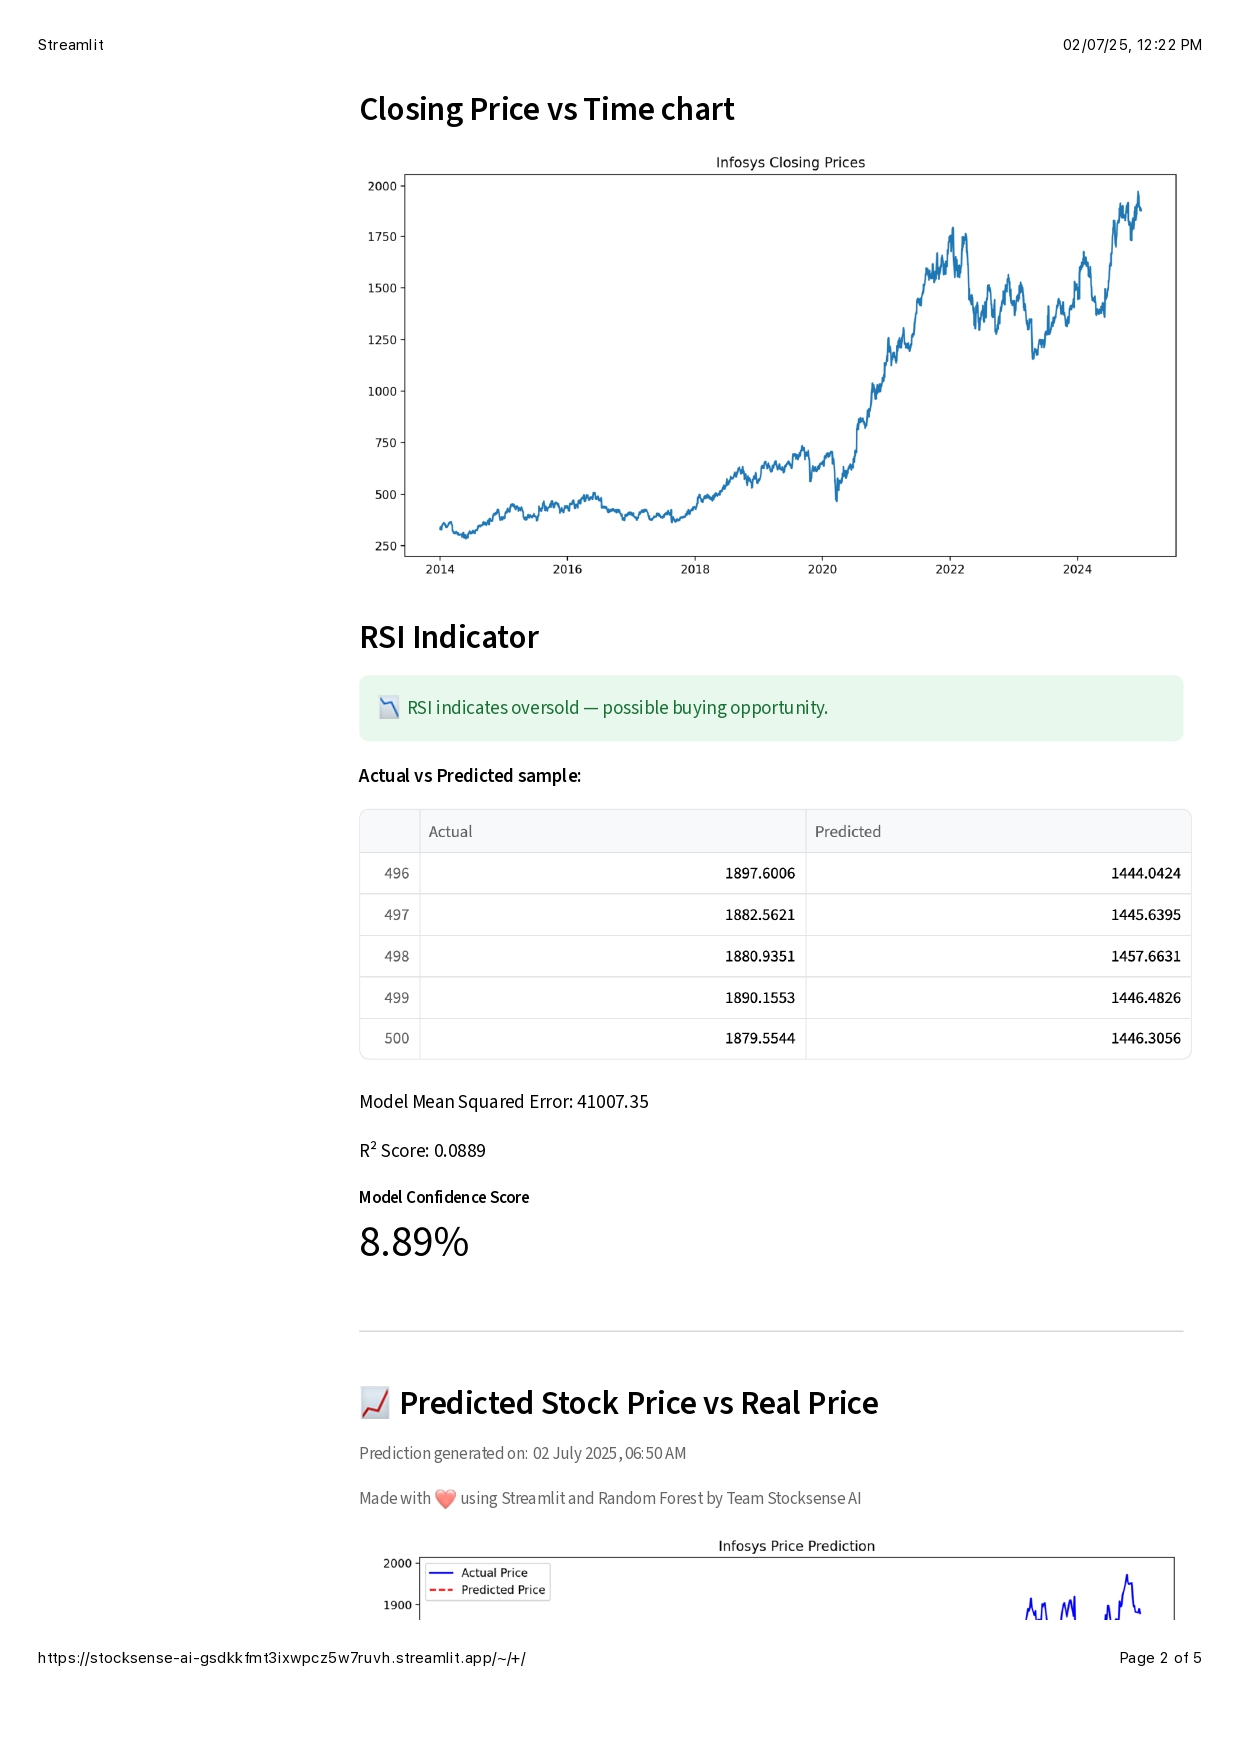 Streamlit 02/07/25, 12:22 PM
Closing Price vs Time chart
Infosys Closing Prices
2000
1750
1500
1250
1000
750
500
250
2014 2016 2018 2020 2022 2024
RSI Indicator
📉 RSI indicates oversold — possible buying opportunity.
Actual vs Predicted sample:
Actual Predicted
496 1897.6006 1444.0424
497 1882.5621 1445.6395
498 1880.9351 1457.6631
499 1890.1553 1446.4826
500 1879.5544 1446.3056
Model Mean Squared Error: 41007.35
R² Score: 0.0889
Model Confidence Score
8.89%
📈 Predicted Stock Price vs Real Price
Prediction generated on: 02 July 2025, 06:50 AM
Made with ❤️ using Streamlit and Random Forest by Team Stocksense AI
Infosys Price Prediction
2000
Actual Price
Predicted Price
1900
https://stocksense-ai-gsdkkfmt3ixwpcz5w7ruvh.streamlit.app/~/+/ Page 2 of 5